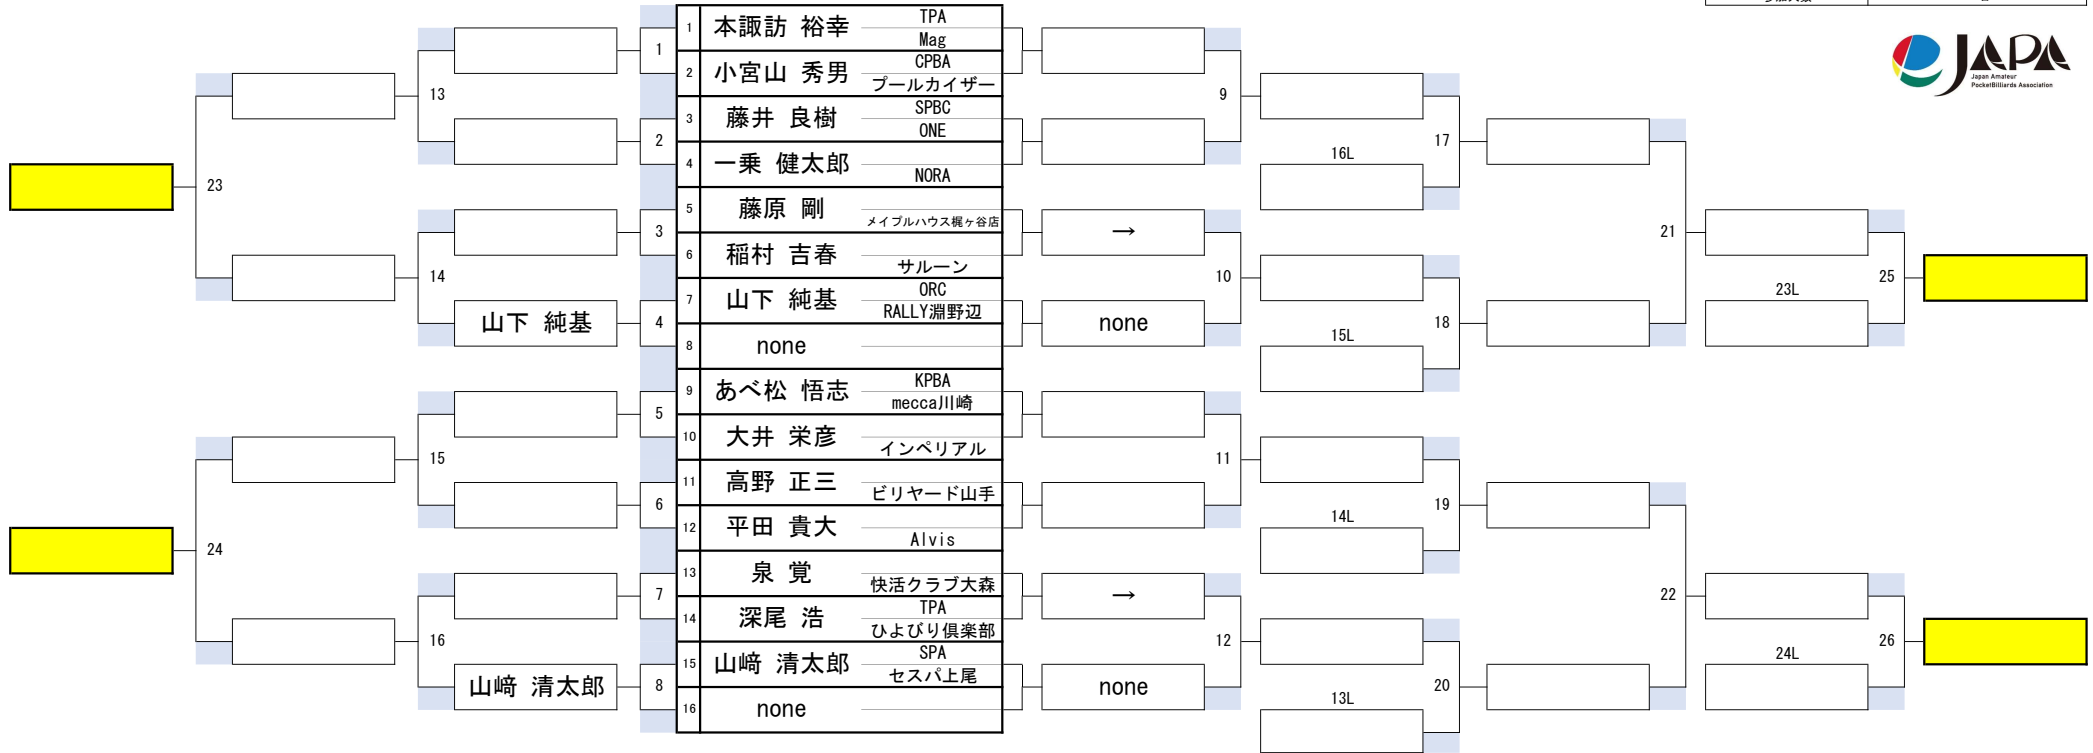 参加人数
JAPA
Japan Amateur
PocketBilliards Association
1 本諏訪 裕幸 TPA Mag
2 小宮山 秀男 CPBA プールカイザー
3 藤井 良樹 SPBC ONE
4 一乗 健太郎 NORA
5 藤原 剛 メイプルハウス梶ヶ谷店
6 稲村 吉春 サルーン
7 山下 純基 ORC RALLY淵野辺
8 none
9 あべ松 悟志 KPBA mecca川崎
10 大井 栄彦 インペリアル
11 高野 正三 ビリヤード山手
12 平田 貴大 Alvis
13 泉 覚 快活クラブ大森
14 深尾 浩 TPA ひよびり倶楽部
15 山﨑 清太郎 SPA セスパ上尾
16 none
1
2
3
4
5
6
7
8
山下 純基
山﨑 清太郎
13
14
15
16
23
24
→
none
→
none
9
10
11
12
16L
15L
14L
13L
17
18
19
20
21
22
23L
24L
25
26